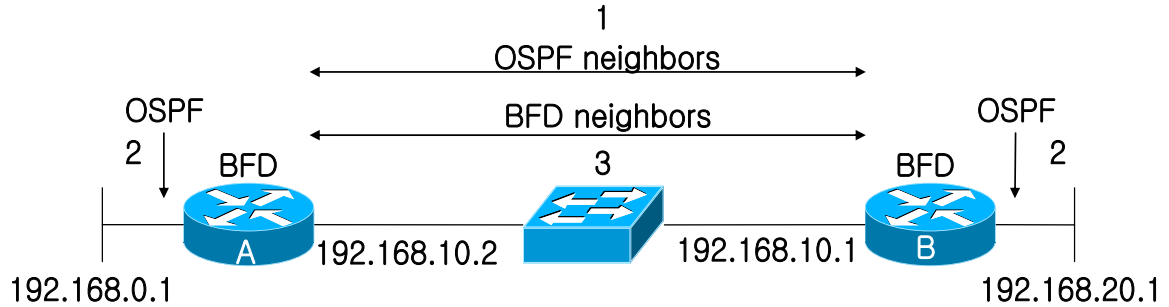 1
OSPF neighbors
OSPF
BFD neighbors
OSPF
2
BFD
3
BFD
2
A
192.168.10.2
192.168.10.1
B
192.168.0.1
192.168.20.1